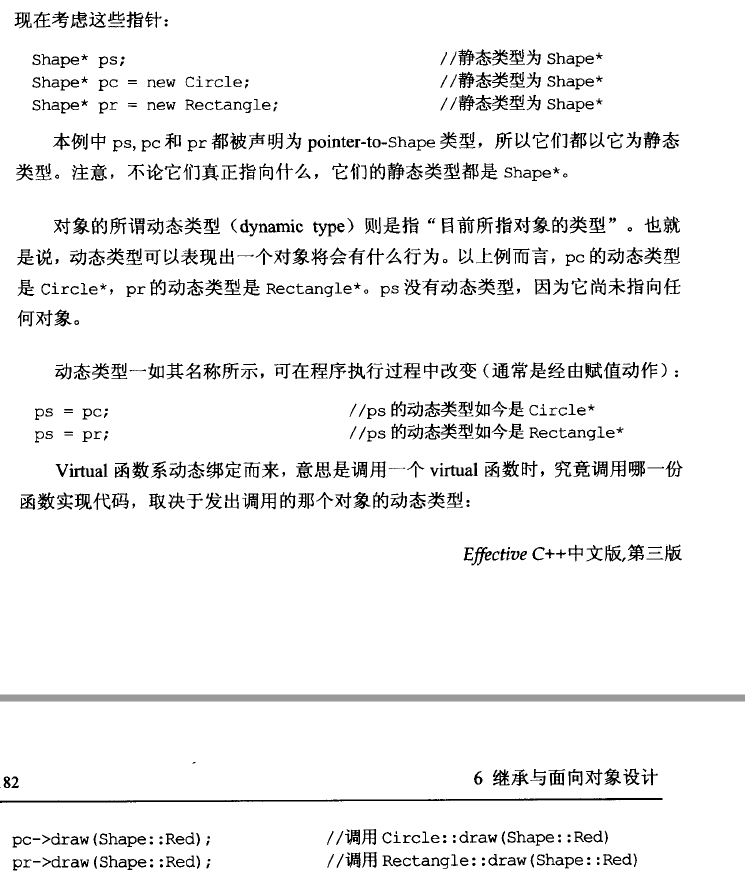 现在考虑这些指针：
Shape* ps; //静态类型为 Shape*
Shape* pc = new Circle; //静态类型为 Shape*
Shape* pr = new Rectangle; //静态类型为 Shape*
本例中 ps, pc 和 pr 都被声明为 pointer-to-Shape 类型，所以它们都以它为静态
类型。注意，不论它们真正指向什么，它们的静态类型都是 Shape*。
对象的所谓动态类型（dynamic type）则是指“目前所指对象的类型”。也就
是说，动态类型可以表现出一个对象将会有什么行为。以上例而言，pc 的动态类型
是 Circle*，pr 的动态类型是 Rectangle*。ps 没有动态类型，因为它尚未指向任
何对象。
动态类型一如其名称所示，可在程序执行过程中改变（通常是经由赋值动作）：
ps = pc; //ps 的动态类型如今是 Circle*
ps = pr; //ps 的动态类型如今是 Rectangle*
Virtual 函数系动态绑定而来，意思是调用一个 virtual 函数时，究竟调用哪一份
函数实现代码，取决于发出调用的那个对象的动态类型：
Effective C++中文版,第三版
82 6 继承与面向对象设计
pc->draw(Shape::Red); //调用 Circle::draw(Shape::Red)
pr->draw(Shape::Red); //调用 Rectangle::draw(Shape::Red)